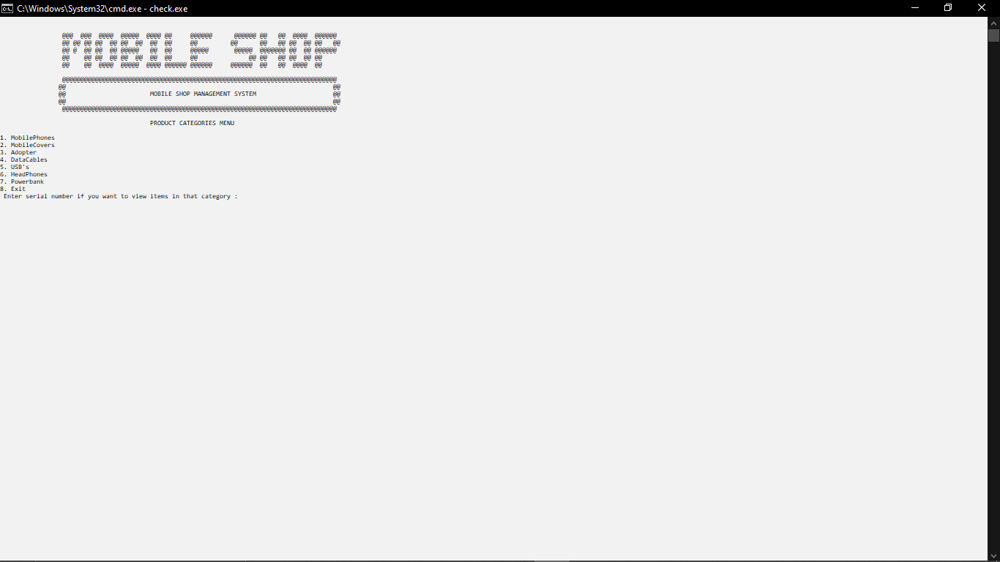 C:\Windows\System32\cmd.exe - check.exe
MOBILE SHOP
MOBILE SHOP MANAGEMENT SYSTEM
PRODUCT CATEGORIES MENU
1. MobilePhones
2. MobileCovers
3. Adopter
4. DataCables
5. USB's
6. HeadPhones
7. Powerbank
8. Exit
Enter serial number if you want to view items in that category :